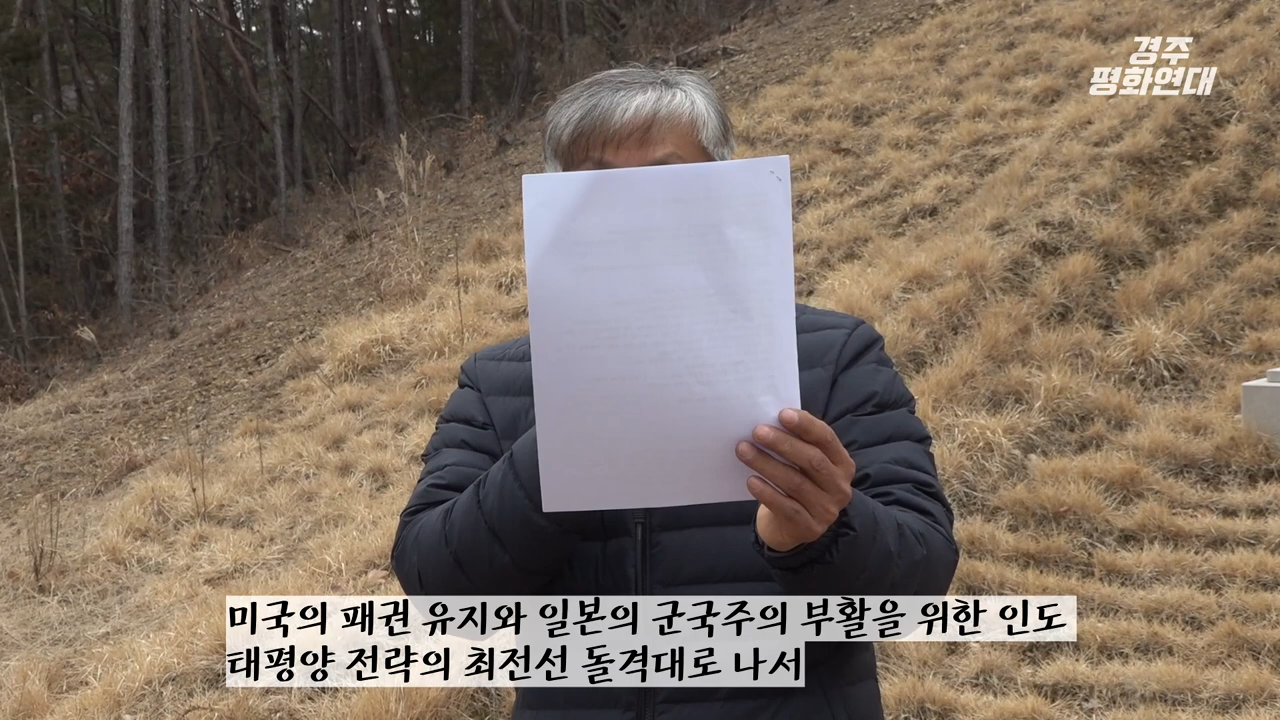 경주
평화연대
미국의 패권 유지와 일본의 군국주의 부활을 위한 인도
태평양 전략의 최전선 돌격대로 나서